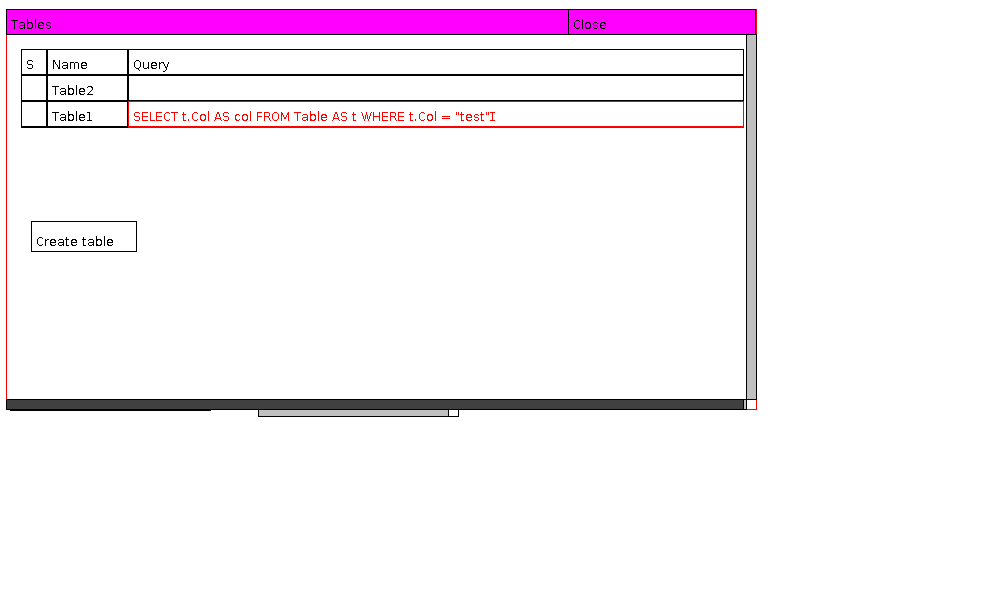 Tables Close
S Name Query
Table2
Table1 SELECT t.Col AS col FROM Table AS t WHERE t.Col = "test"
Create table